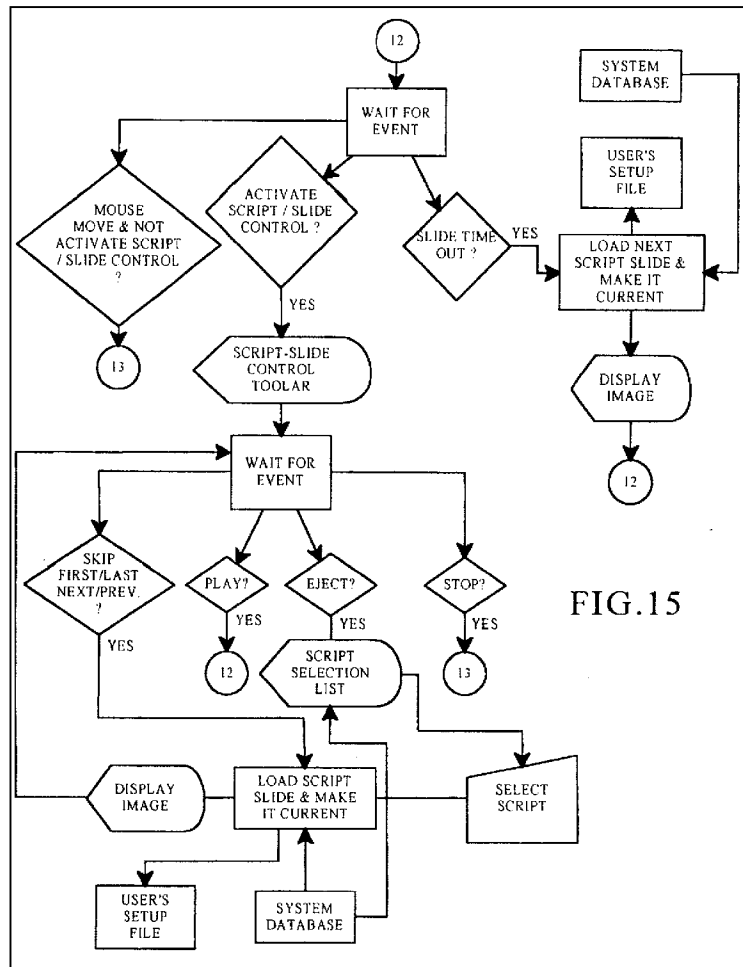 12
WAIT FOR
EVENT
SYSTEM
DATABASE
USER'S
SETUP
FILE
MOUSE
MOVE & NOT
ACTIVATE SCRIPT
/ SLIDE CONTROL
?
ACTIVATE
SCRIPT / SLIDE
CONTROL ?
SLIDE TIME
OUT ?
YES
LOAD NEXT
SCRIPT SLIDE &
MAKE IT
CURRENT
YES
13
SCRIPT-SLIDE
CONTROL
TOOLAR
DISPLAY
IMAGE
12
WAIT FOR
EVENT
SKIP
FIRST/LAST
NEXT/PREV.
?
PLAY?
EJECT?
STOP?
FIG.15
YES
YES
YES
YES
12
SCRIPT
SELECTION
LIST
13
DISPLAY
IMAGE
LOAD SCRIPT
SLIDE & MAKE
IT CURRENT
SELECT
SCRIPT
USER'S
SETUP
FILE
SYSTEM
DATABASE